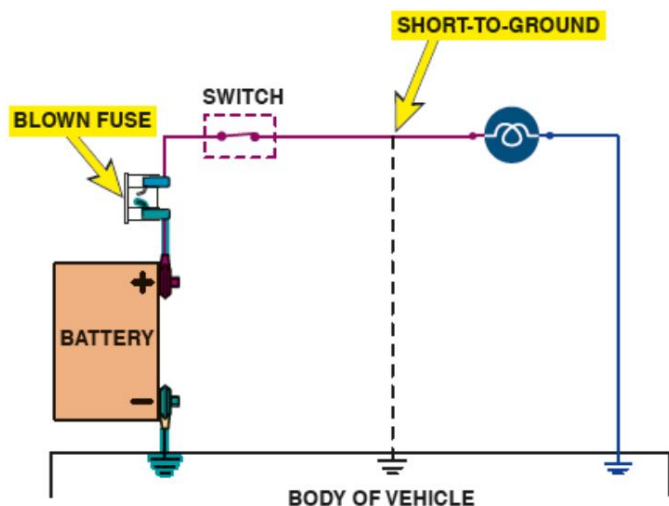 SHORT-TO-GROUND
SWITCH
BLOWN FUSE
+
BATTERY
−
BODY OF VEHICLE